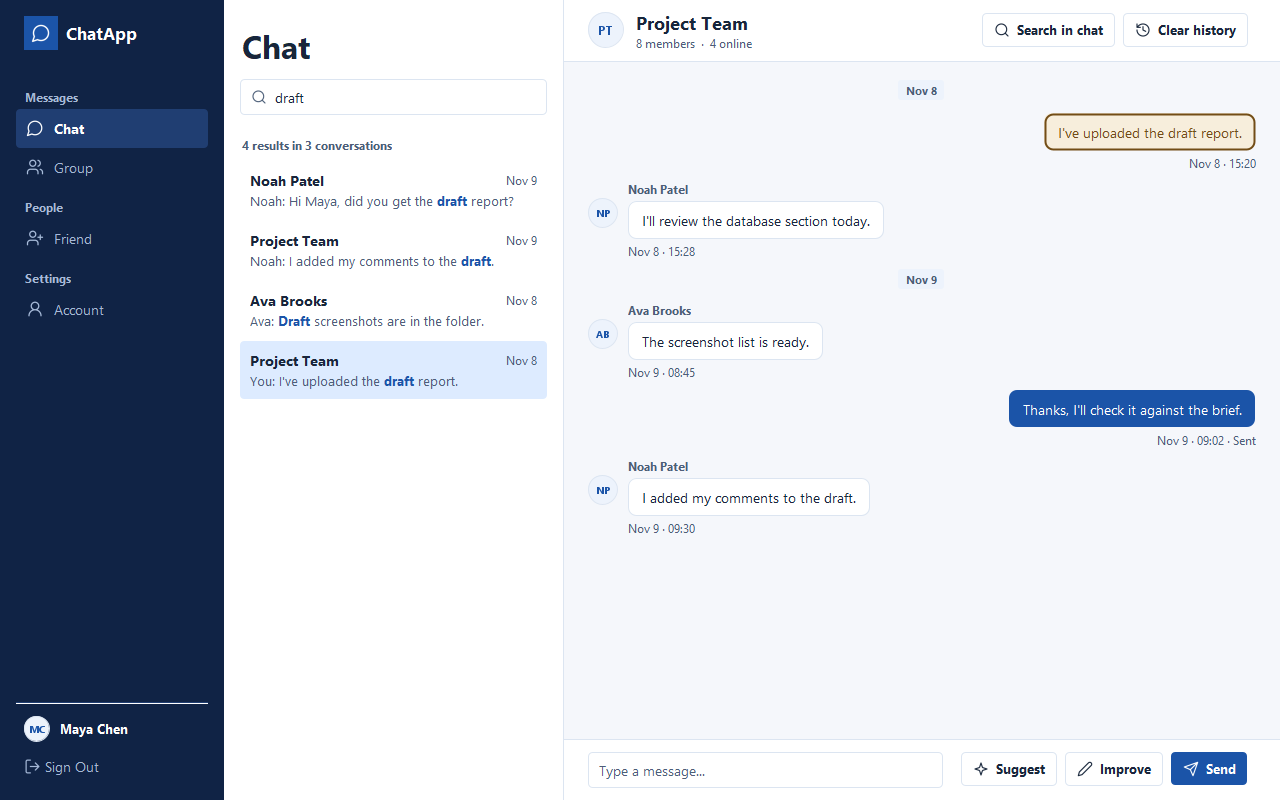 ChatApp
Messages
Chat
Group
People
Friend
Settings
Account
MC
Maya Chen
Sign Out
Chat
draft
4 results in 3 conversations
Noah Patel Nov 9
Noah: Hi Maya, did you get the draft report?
Project Team Nov 9
Noah: I added my comments to the draft.
Ava Brooks Nov 8
Ava: Draft screenshots are in the folder.
Project Team Nov 8
You: I've uploaded the draft report.
PT
Project Team
8 members · 4 online
Search in chat
Clear history
Nov 8
I've uploaded the draft report.
Nov 8 · 15:20
Noah Patel
NP
I'll review the database section today.
Nov 8 · 15:28
Nov 9
Ava Brooks
AB
The screenshot list is ready.
Nov 9 · 08:45
Thanks, I'll check it against the brief.
Nov 9 · 09:02 · Sent
Noah Patel
NP
I added my comments to the draft.
Nov 9 · 09:30
Type a message...
Suggest
Improve
Send